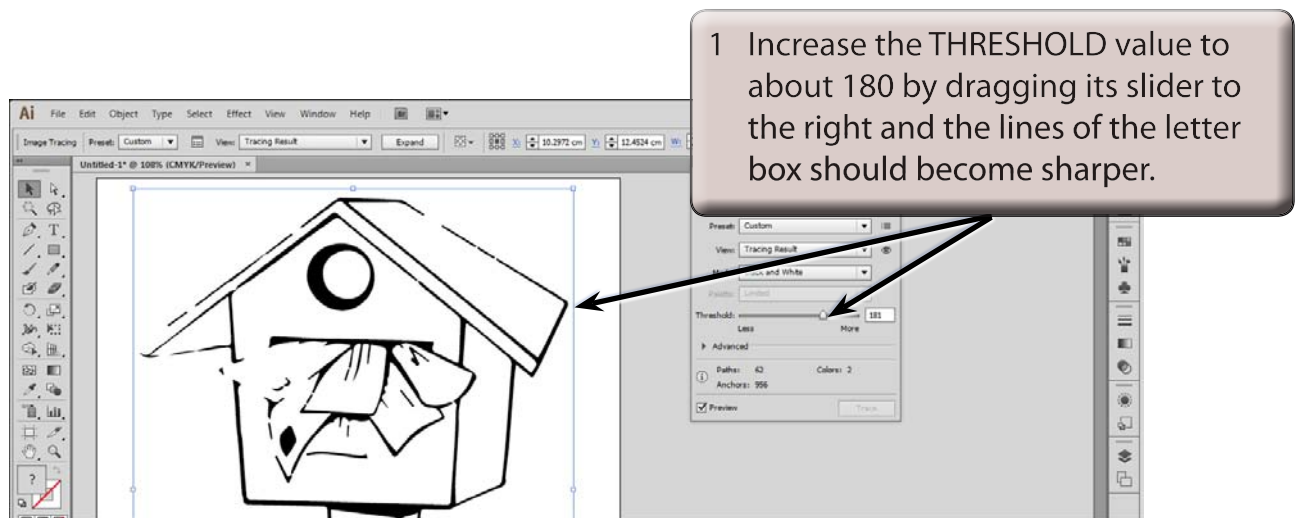 1 Increase the THRESHOLD value to
about 180 by dragging its slider to
the right and the lines of the letter
box should become sharper.
Ai File Edit Object Type Select Effect View Window Help
Image Tracing Preset: Custom View: Tracing Result Expand X: 10.2972 cm Y: 12.4524 cm W:
Untitled-1* @ 108% (CMYK/Preview) ×
Preset: Custom
View: Tracing Result
and White
Palette: Limited
Threshold: 181
Less More
Advanced
Paths: 62 Colors: 2
Anchors: 956
Preview Trace
T
?